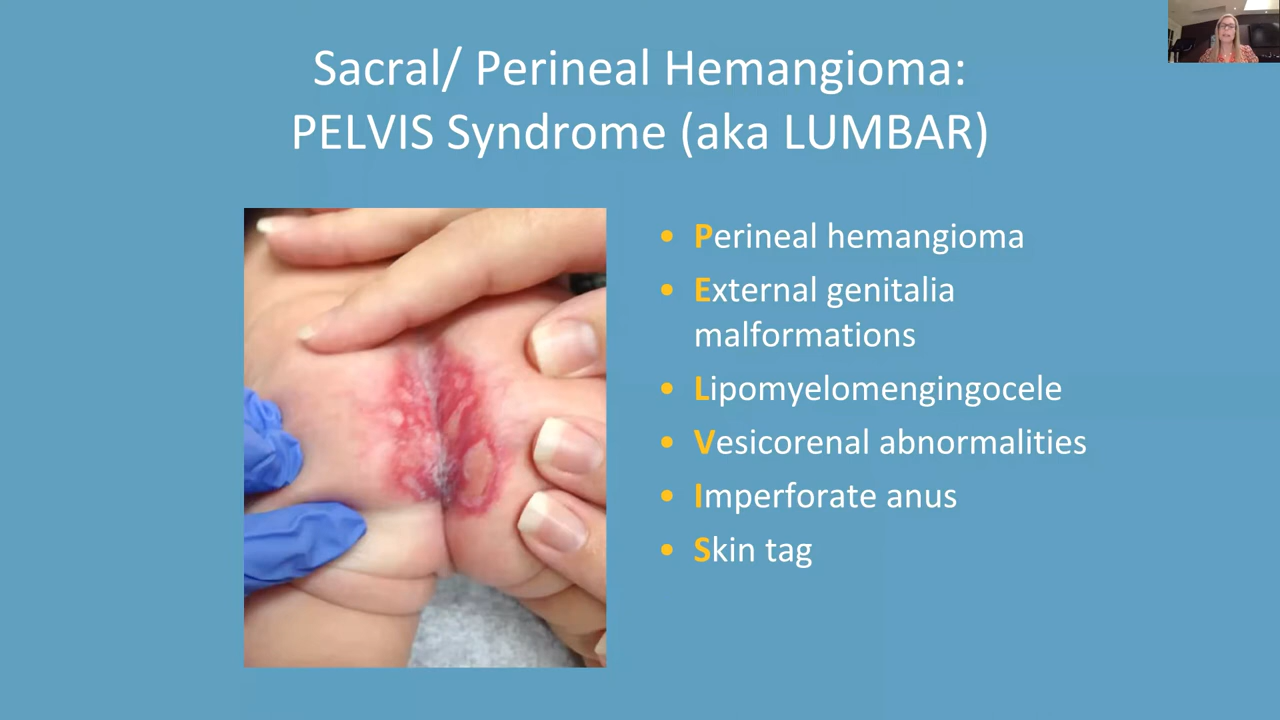 Sacral/ Perineal Hemangioma:
PELVIS Syndrome (aka LUMBAR)
• Perineal hemangioma
• External genitalia
malformations
• Lipomyelomengingocele
• Vesicorenal abnormalities
• Imperforate anus
• Skin tag